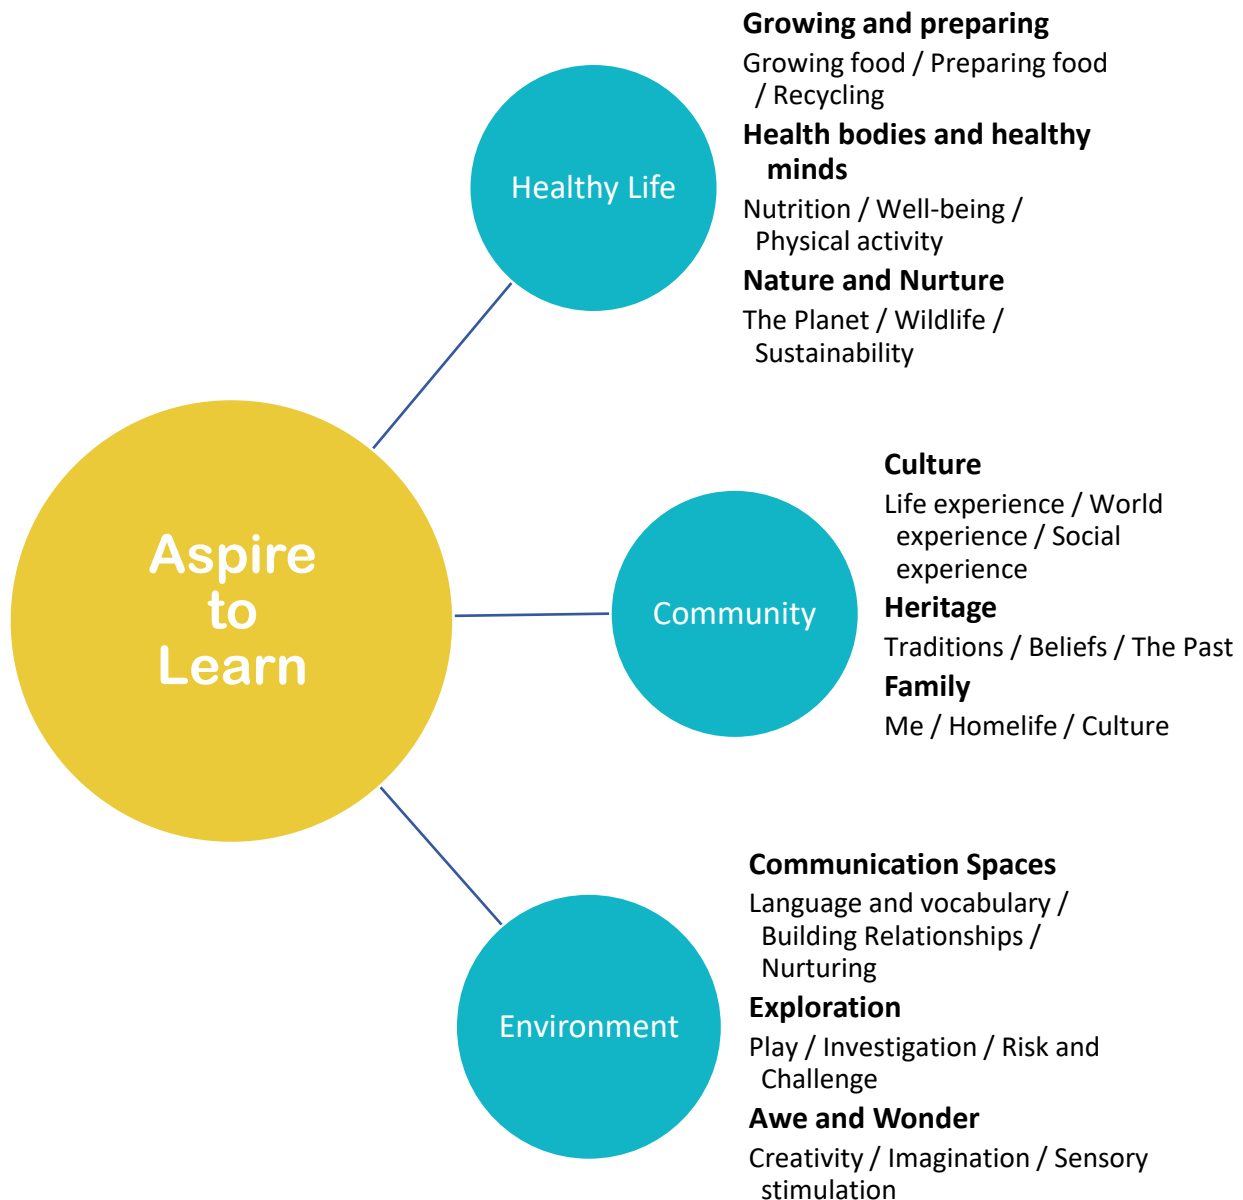 Growing and preparing
Growing food / Preparing food
/ Recycling
Health bodies and healthy
minds
Nutrition / Well-being /
Physical activity
Nature and Nurture
The Planet / Wildlife /
Sustainability
Healthy Life
Aspire
to
Learn
Culture
Life experience / World
experience / Social
experience
Heritage
Traditions / Beliefs / The Past
Family
Me / Homelife / Culture
Community
Communication Spaces
Language and vocabulary /
Building Relationships /
Nurturing
Exploration
Play / Investigation / Risk and
Challenge
Awe and Wonder
Creativity / Imagination / Sensory
stimulation
Environment